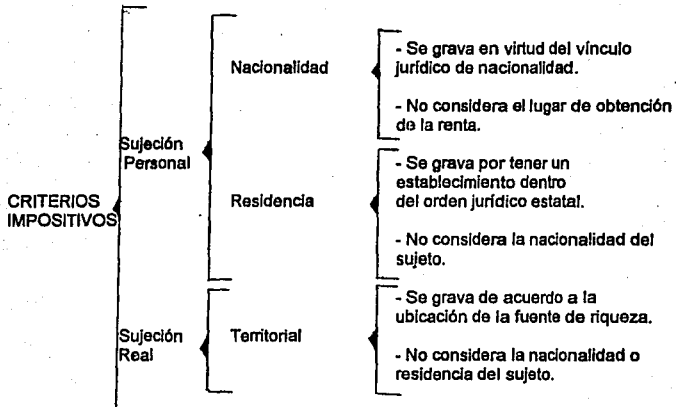 CRITERIOS
IMPOSITIVOS
Sujeción
Personal
Nacionalidad
- Se grava en virtud del vínculo
jurídico de nacionalidad.
- No considera el lugar de obtención
de la renta.
Residencia
- Se grava por tener un
establecimiento dentro
del orden jurídico estatal.
- No considera la nacionalidad del
sujeto.
Sujeción
Real
Territorial
- Se grava de acuerdo a la
ubicación de la fuente de riqueza.
- No considera la nacionalidad o
residencia del sujeto.